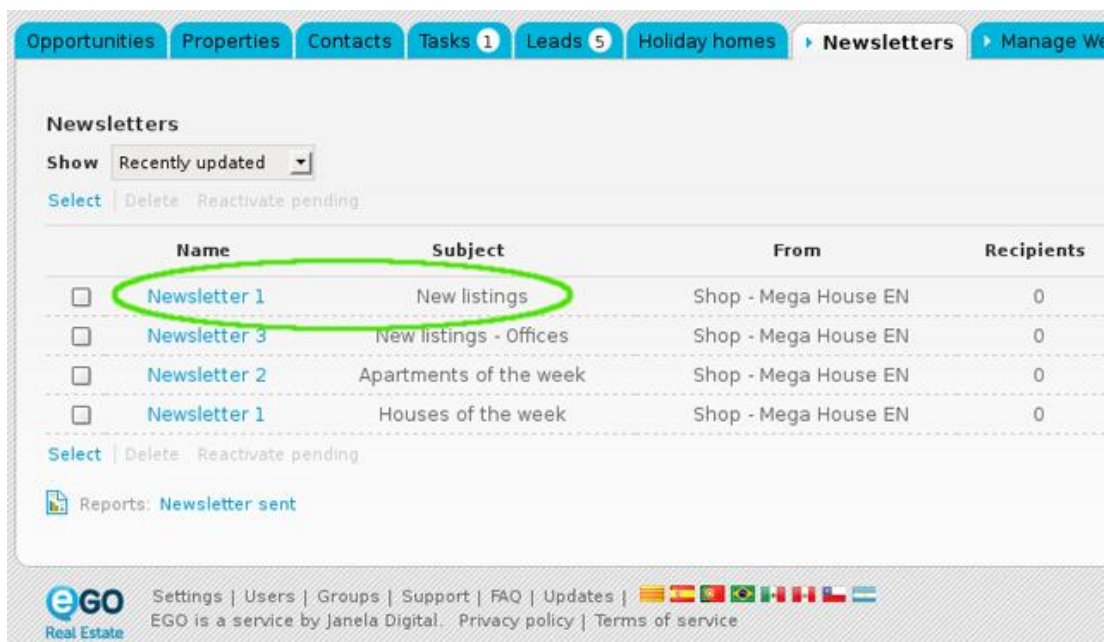 Opportunities Properties Contacts Tasks 1 Leads 5 Holiday homes Newsletters Manage We
Newsletters
Show Recently updated
Select | Delete Reactivate pending
Name Subject From Recipients
Newsletter 1 New listings Shop - Mega House EN 0
Newsletter 3 New listings - Offices Shop - Mega House EN 0
Newsletter 2 Apartments of the week Shop - Mega House EN 0
Newsletter 1 Houses of the week Shop - Mega House EN 0
Select | Delete Reactivate pending
Reports: Newsletter sent
eGO Settings | Users | Groups | Support | FAQ | Updates |
Real Estate EGO is a service by Janela Digital. Privacy policy | Terms of service